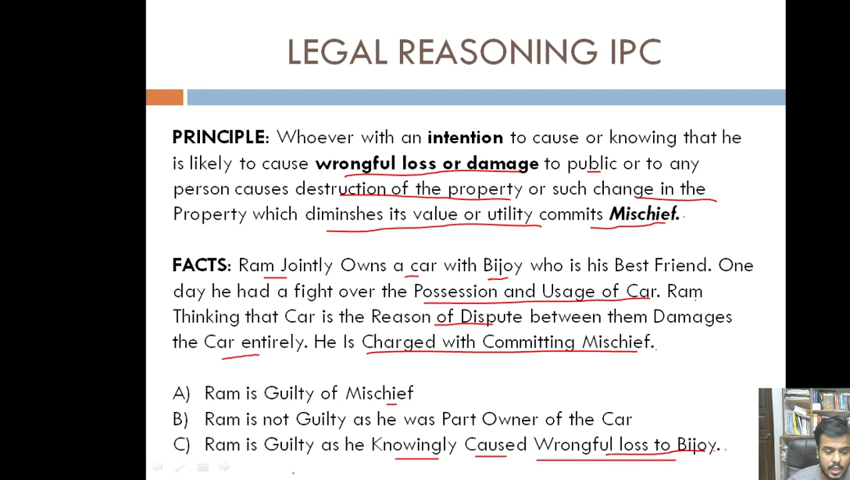 LEGAL REASONING IPC
PRINCIPLE: Whoever with an intention to cause or knowing that he
is likely to cause wrongful loss or damage to public or to any
person causes destruction of the property or such change in the
Property which diminshes its value or utility commits Mischief.
FACTS: Ram Jointly Owns a car with Bijoy who is his Best Friend. One
day he had a fight over the Possession and Usage of Car. Ram
Thinking that Car is the Reason of Dispute between them Damages
the Car entirely. He Is Charged with Committing Mischief.
A) Ram is Guilty of Mischief
B) Ram is not Guilty as he was Part Owner of the Car
C) Ram is Guilty as he Knowingly Caused Wrongful loss to Bijoy.